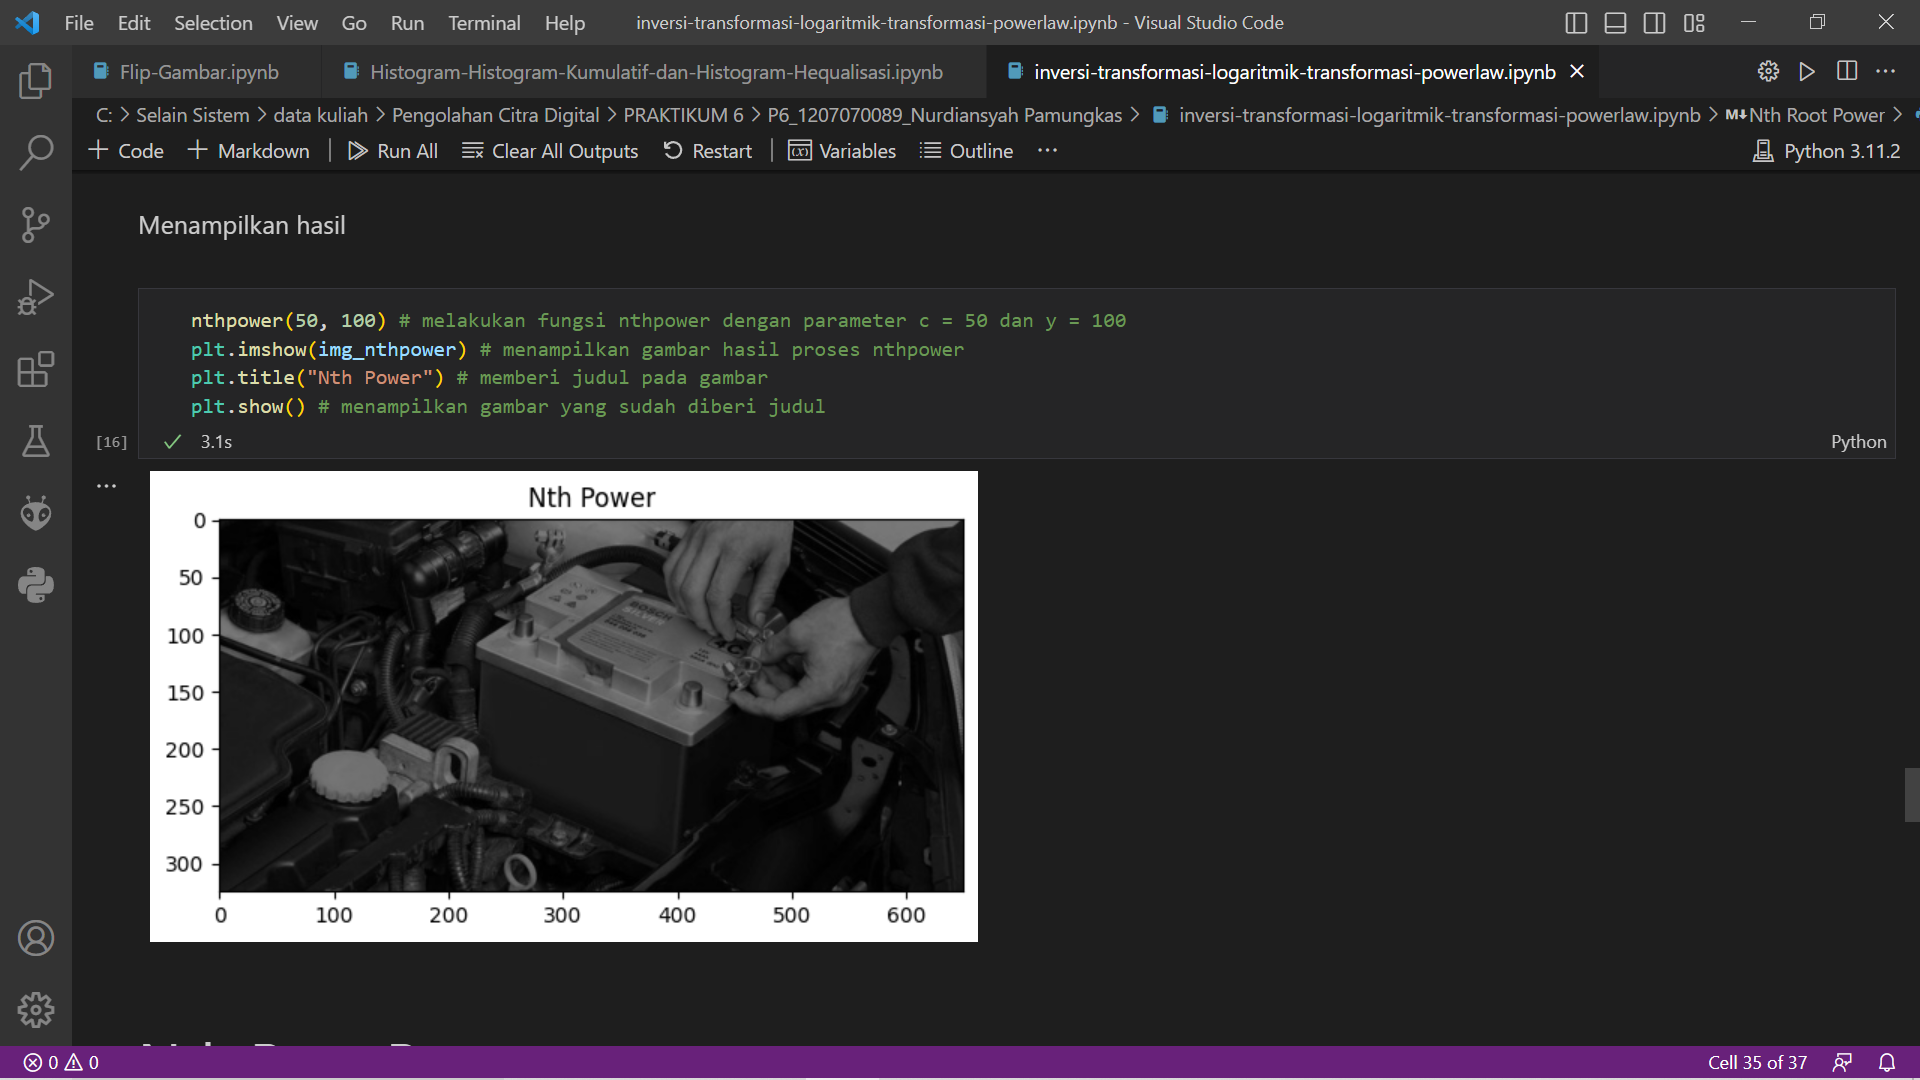 File Edit Selection View Go Run Terminal Help inversi-transformasi-logaritmik-transformasi-powerlaw.ipynb - Visual Studio Code
Flip-Gambar.ipynb Histogram-Histogram-Kumulatif-dan-Histogram-Hequalisasi.ipynb inversi-transformasi-logaritmik-transformasi-powerlaw.ipynb
C: > Selain Sistem > data kuliah > Pengolahan Citra Digital > PRAKTIKUM 6 > P6_1207070089_Nurdiansyah Pamungkas > inversi-transformasi-logaritmik-transformasi-powerlaw.ipynb > M Nth Root Power >
+ Code + Markdown | Run All Clear All Outputs Restart | Variables Outline ... Python 3.11.2
Menampilkan hasil
nthpower(50, 100) # melakukan fungsi nthpower dengan parameter c = 50 dan y = 100
plt.imshow(img_nthpower) # menampilkan gambar hasil proses nthpower
plt.title("Nth Power") # memberi judul pada gambar
plt.show() # menampilkan gambar yang sudah diberi judul
[16] 3.1s Python
Nth Power
0
50
100
150
200
250
300
0 100 200 300 400 500 600
BOSCH
SILVER
0 0 Cell 35 of 37